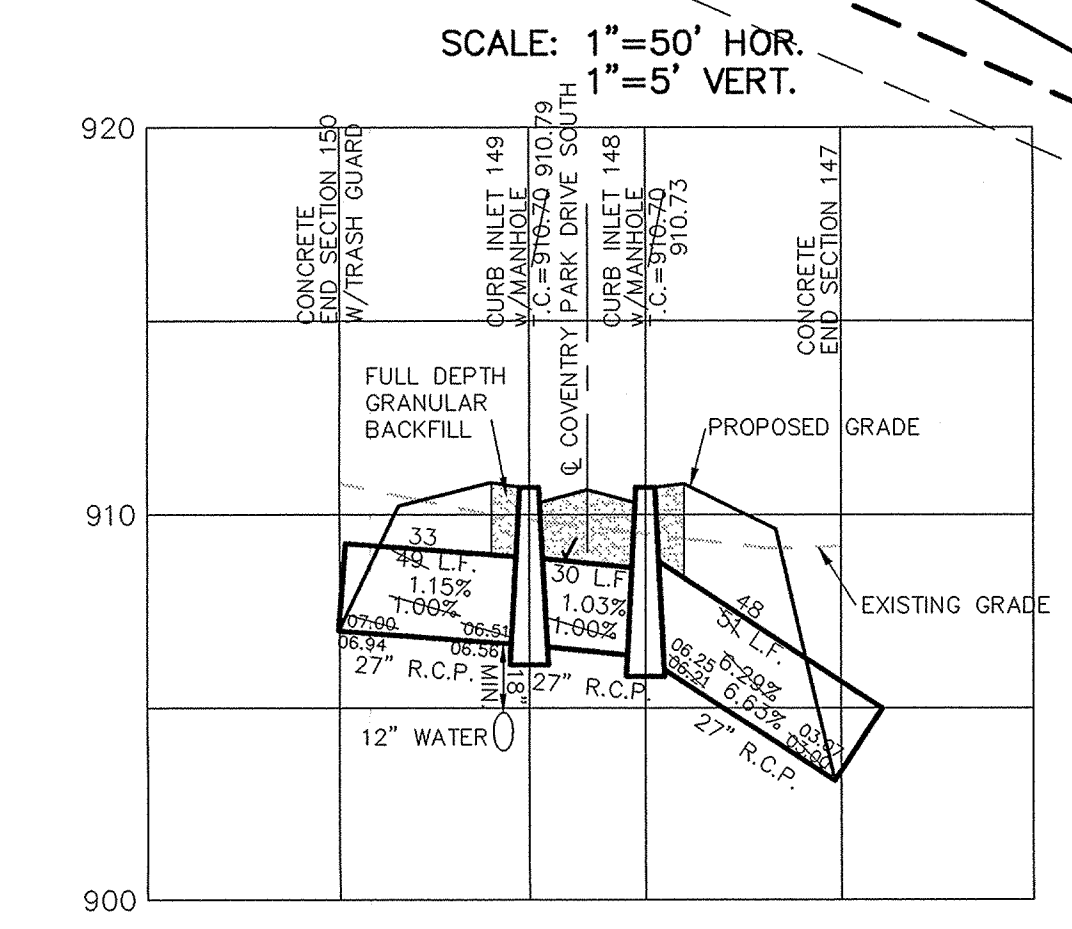 SCALE: 1"=50' HOR.
1"=5' VERT.
920
910
900
CONCRETE
END SECTION 150
W/TRASH GUARD
CURB INLET 149
w/MANHOLE
T.C.=910.70 910.79
℄ COVENTRY PARK DRIVE SOUTH
CURB INLET 148
w/MANHOLE
T.C.=910.70
910.73
CONCRETE
END SECTION 147
FULL DEPTH
GRANULAR
BACKFILL
PROPOSED GRADE
EXISTING GRADE
33
49 L.F.
1.15%
1.00%
07.00
06.94
06.51
06.56
27" R.C.P.
18"
MIN.
12" WATER
30 L.F.
1.03%
1.00%
27" R.C.P.
48
51 L.F.
6.29%
6.63%
06.25
06.21
27" R.C.P.
03.07
03.00